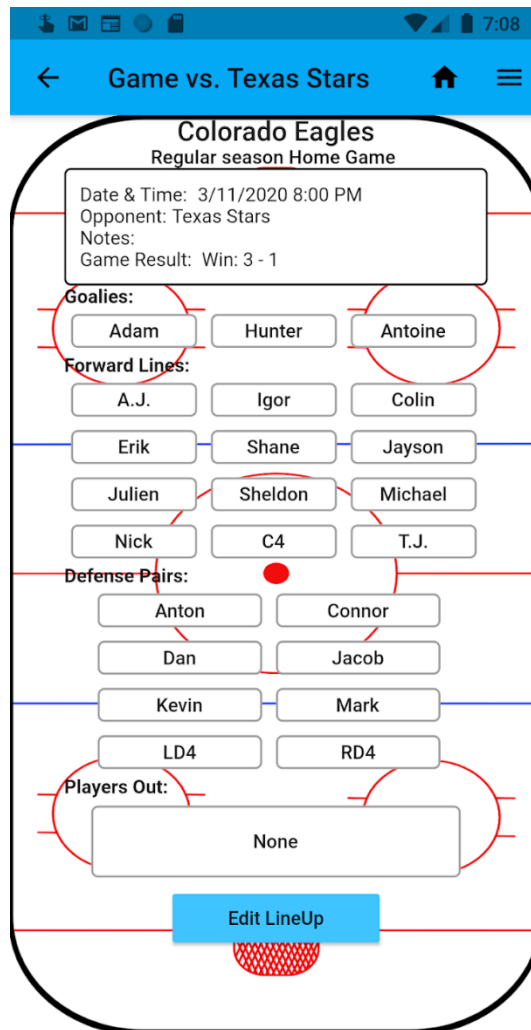 7:08
Game vs. Texas Stars
Colorado Eagles
Regular season Home Game
Date & Time: 3/11/2020 8:00 PM
Opponent: Texas Stars
Notes:
Game Result: Win: 3 - 1
Goalies:
Adam Hunter Antoine
Forward Lines:
A.J. Igor Colin
Erik Shane Jayson
Julien Sheldon Michael
Nick C4 T.J.
Defense Pairs:
Anton Connor
Dan Jacob
Kevin Mark
LD4 RD4
Players Out:
None
Edit LineUp